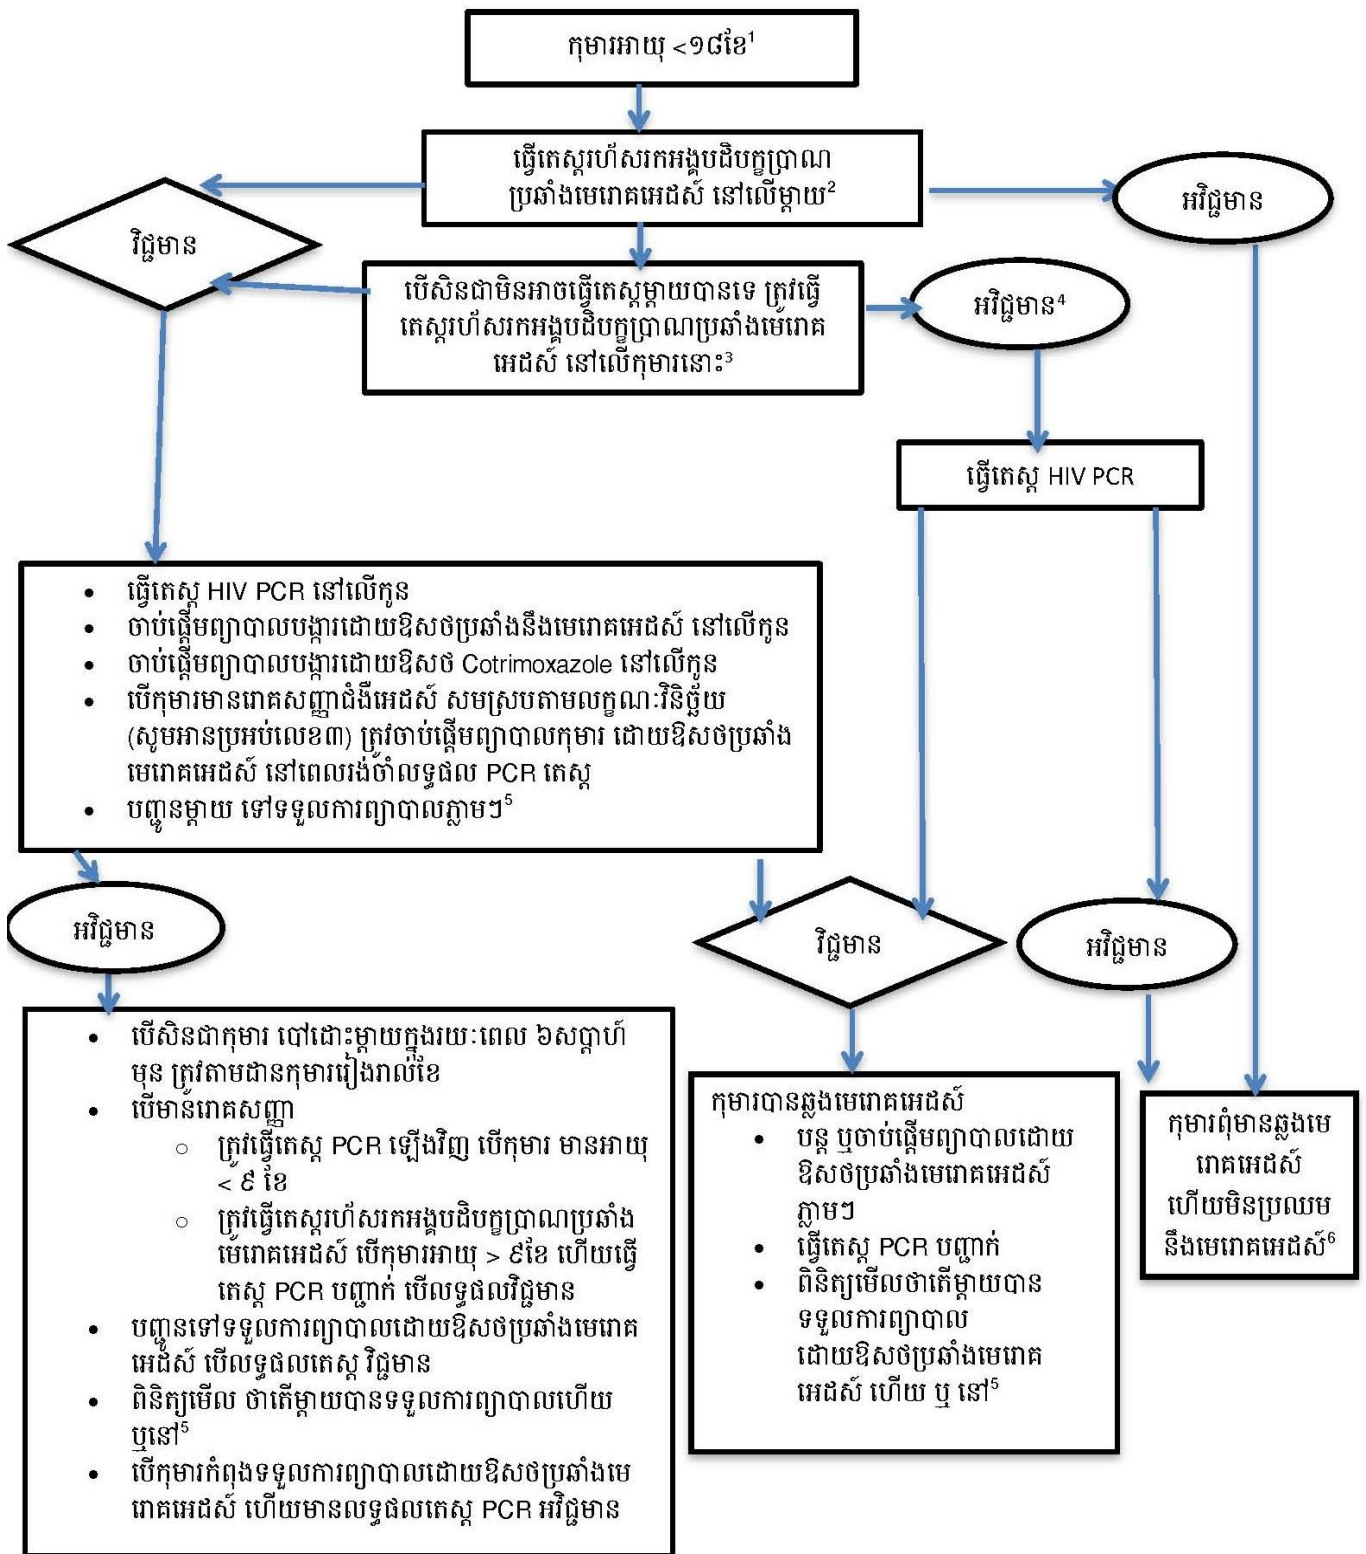 កុមារអាយុ <១៨ខែ¹
ធ្វើតេស្តរហ័សរកអង្គបដិបក្ខប្រាណ
ប្រឆាំងមេរោគអេដស៍ នៅលើម្តាយ²
អវិជ្ជមាន
វិជ្ជមាន
បើសិនជាមិនអាចធ្វើតេស្តម្តាយបានទេ ត្រូវធ្វើ
តេស្តរហ័សរកអង្គបដិបក្ខប្រាណប្រឆាំងមេរោគ
អេដស៍ នៅលើកុមារនោះ³
អវិជ្ជមាន⁴
ធ្វើតេស្ត HIV PCR
• ធ្វើតេស្ត HIV PCR នៅលើកូន
• ចាប់ផ្តើមព្យាបាលបង្ការដោយឱសថប្រឆាំងនឹងមេរោគអេដស៍ នៅលើកូន
• ចាប់ផ្តើមព្យាបាលបង្ការដោយឱសថ Cotrimoxazole នៅលើកូន
• បើកុមារមានរោគសញ្ញាជំងឺអេដស៍ សមស្របតាមលក្ខណៈវិនិច្ឆ័យ
(សូមអានប្រអប់លេខ៣) ត្រូវចាប់ផ្តើមព្យាបាលកុមារ ដោយឱសថប្រឆាំង
មេរោគអេដស៍ នៅពេលរង់ចាំលទ្ធផល PCR តេស្ត
• បញ្ជូនម្តាយ ទៅទទួលការព្យាបាលភ្លាមៗ⁵
អវិជ្ជមាន
វិជ្ជមាន
អវិជ្ជមាន
• បើសិនជាកុមារ បៅដោះម្តាយក្នុងរយៈពេល ៦សប្តាហ៍
មុន ត្រូវតាមដានកុមាររៀងរាល់ខែ
• បើមានរោគសញ្ញា
○ ត្រូវធ្វើតេស្ត PCR ឡើងវិញ បើកុមារ មានអាយុ
< ៩ ខែ
○ ត្រូវធ្វើតេស្តរហ័សរកអង្គបដិបក្ខប្រាណប្រឆាំង
មេរោគអេដស៍ បើកុមារអាយុ > ៩ខែ ហើយធ្វើ
តេស្ត PCR បញ្ជាក់ បើលទ្ធផលវិជ្ជមាន
• បញ្ជូនទៅទទួលការព្យាបាលដោយឱសថប្រឆាំងមេរោគ
អេដស៍ បើលទ្ធផលតេស្ត វិជ្ជមាន
• ពិនិត្យមើល ថាតើម្តាយបានទទួលការព្យាបាលហើយ
ឬនៅ⁵
• បើកុមារកំពុងទទួលការព្យាបាលដោយឱសថប្រឆាំងមេ
រោគអេដស៍ ហើយមានលទ្ធផលតេស្ត PCR អវិជ្ជមាន
កុមារបានឆ្លងមេរោគអេដស៍
• បន្ត ឬចាប់ផ្តើមព្យាបាលដោយ
ឱសថប្រឆាំងមេរោគអេដស៍
ភ្លាមៗ
• ធ្វើតេស្ត PCR បញ្ជាក់
• ពិនិត្យមើលថាតើម្តាយបាន
ទទួលការព្យាបាល
ដោយឱសថប្រឆាំងមេរោគ
អេដស៍ ហើយ ឬ នៅ⁵
កុមារពុំមានឆ្លងមេ
រោគអេដស៍
ហើយមិនប្រឈម
នឹងមេរោគអេដស៍⁶